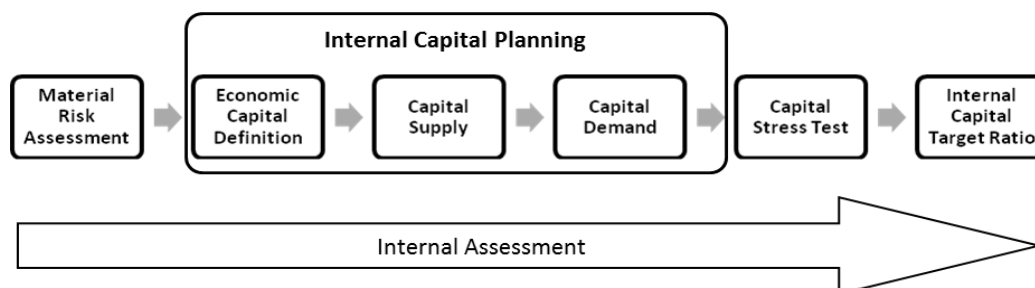 Internal Capital Planning
Material
Risk
Assessment
Economic
Capital
Definition
Capital
Supply
Capital
Demand
Capital
Stress Test
Internal
Capital
Target Ratio
Internal Assessment